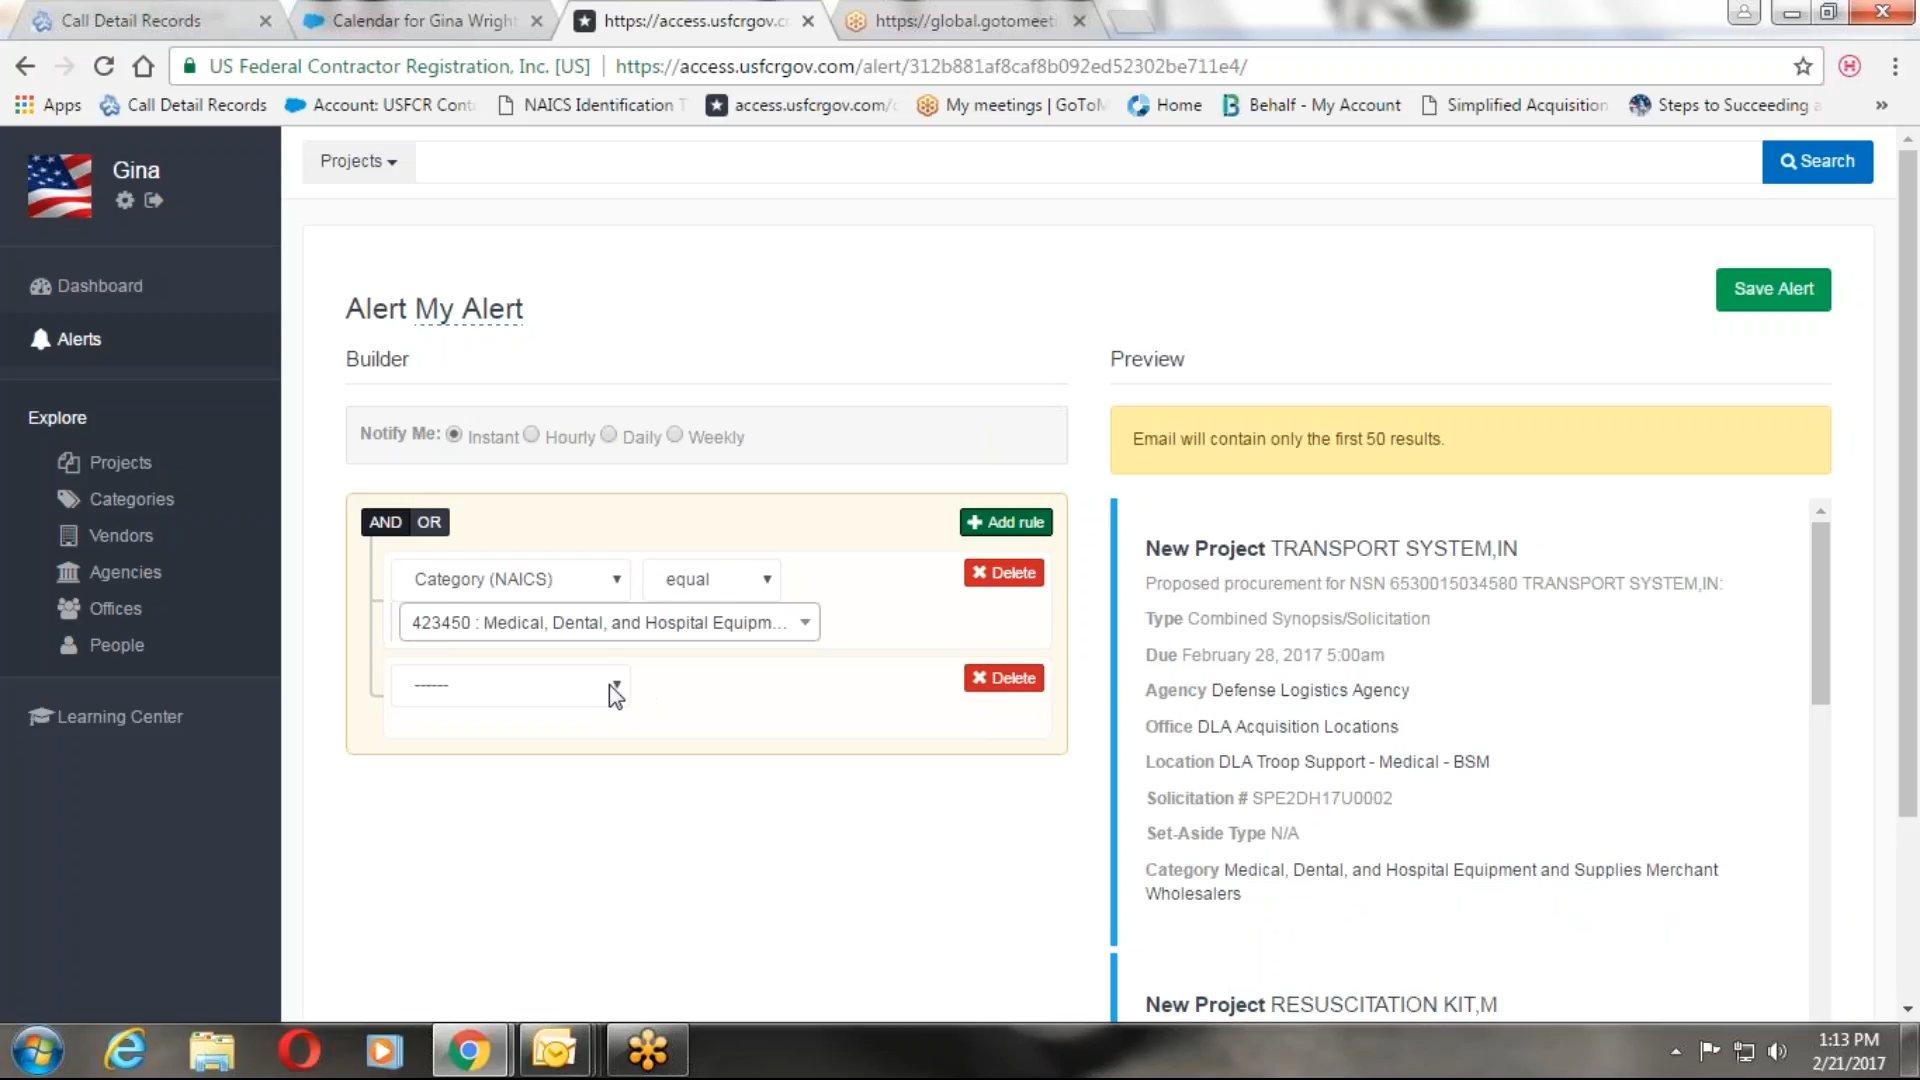 Call Detail Records
Calendar for Gina Wright
https://access.usfcrgov.co
https://global.gotomeeti
US Federal Contractor Registration, Inc. [US] | https://access.usfcrgov.com/alert/312b881af8caf8b092ed52302be711e4/
Apps
Call Detail Records
Account: USFCR Cont
NAICS Identification T
access.usfcrgov.com/c
My meetings | GoToM
Home
Behalf - My Account
Simplified Acquisition
Steps to Succeeding a
»
Gina
Dashboard
Alerts
Explore
Projects
Categories
Vendors
Agencies
Offices
People
Learning Center
Projects
Search
Alert My Alert
Save Alert
Builder
Notify Me: Instant Hourly Daily Weekly
AND OR
Add rule
Category (NAICS)
equal
Delete
423450 : Medical, Dental, and Hospital Equipm...
------
Delete
Preview
Email will contain only the first 50 results.
New Project TRANSPORT SYSTEM,IN
Proposed procurement for NSN 6530015034580 TRANSPORT SYSTEM,IN:
Type Combined Synopsis/Solicitation
Due February 28, 2017 5:00am
Agency Defense Logistics Agency
Office DLA Acquisition Locations
Location DLA Troop Support - Medical - BSM
Solicitation # SPE2DH17U0002
Set-Aside Type N/A
Category Medical, Dental, and Hospital Equipment and Supplies Merchant
Wholesalers
New Project RESUSCITATION KIT,M
1:13 PM
2/21/2017